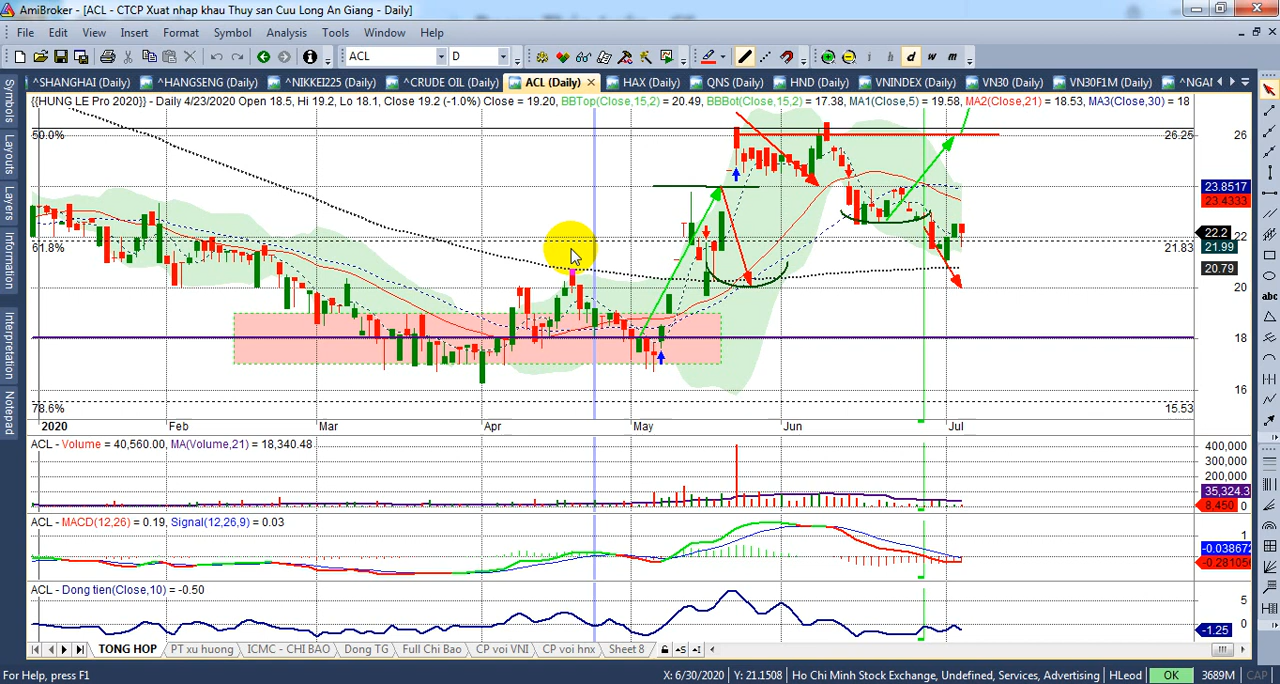 AmiBroker - [ACL - CTCP Xuat nhap khau Thuy san Cuu Long An Giang - Daily]
File Edit View Insert Format Symbol Analysis Tools Window Help
ACL D i h l d w m
^SHANGHAI (Daily) ^HANGSENG (Daily) ^NIKKEI225 (Daily) ^CRUDE OIL (Daily) ACL (Daily) HAX (Daily) QNS (Daily) HND (Daily) VNINDEX (Daily) VN30 (Daily) VN30F1M (Daily) ^NGA
{{HUNG LE Pro 2020}} - Daily 4/23/2020 Open 18.5, Hi 19.2, Lo 18.1, Close 19.2 (-1.0%) Close = 19.20, BBTop(Close,15,2) = 20.49, BBBot(Close,15,2) = 17.38, MA1(Close,5) = 19.58, MA2(Close,21) = 18.53, MA3(Close,30) = 18
Symbols
Layouts
Layers
Information
Interpretation
Notepad
50.0% 26.25 26
23.8517
23.4333
22.2
61.8% 21.83 22
21.99
20.79
20
18
16
78.6% 15.53
abc
2020 Feb Mar Apr May Jun Jul
ACL - Volume = 40,560.00, MA(Volume,21) = 18,340.48
400,000
300,000
200,000
35,324.3
8,450
ACL - MACD(12,26) = 0.19, Signal(12,26,9) = 0.03
1
-0.038672
-0.28105
ACL - Dong tien(Close,10) = -0.50
5
0
-1.25
TONG HOP PT xu huong ICMC - CHI BAO Dong TG Full Chi Bao CP voi VNI CP voi hnx Sheet 8
For Help, press F1 X: 6/30/2020 Y: 21.1508 Ho Chi Minh Stock Exchange, Undefined, Services, Advertising HLeod OK 3689M CAP